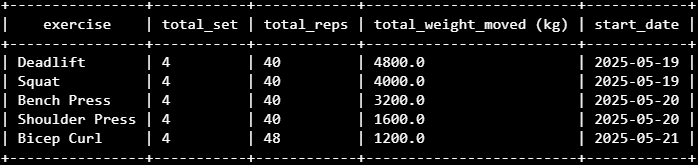 +----------------+-----------+------------+-------------------------+------------+
| exercise | total_set | total_reps | total_weight_moved (kg) | start_date |
+----------------+-----------+------------+-------------------------+------------+
| Deadlift | 4 | 40 | 4800.0 | 2025-05-19 |
| Squat | 4 | 40 | 4000.0 | 2025-05-19 |
| Bench Press | 4 | 40 | 3200.0 | 2025-05-20 |
| Shoulder Press | 4 | 40 | 1600.0 | 2025-05-20 |
| Bicep Curl | 4 | 48 | 1200.0 | 2025-05-21 |
+----------------+-----------+------------+-------------------------+------------+